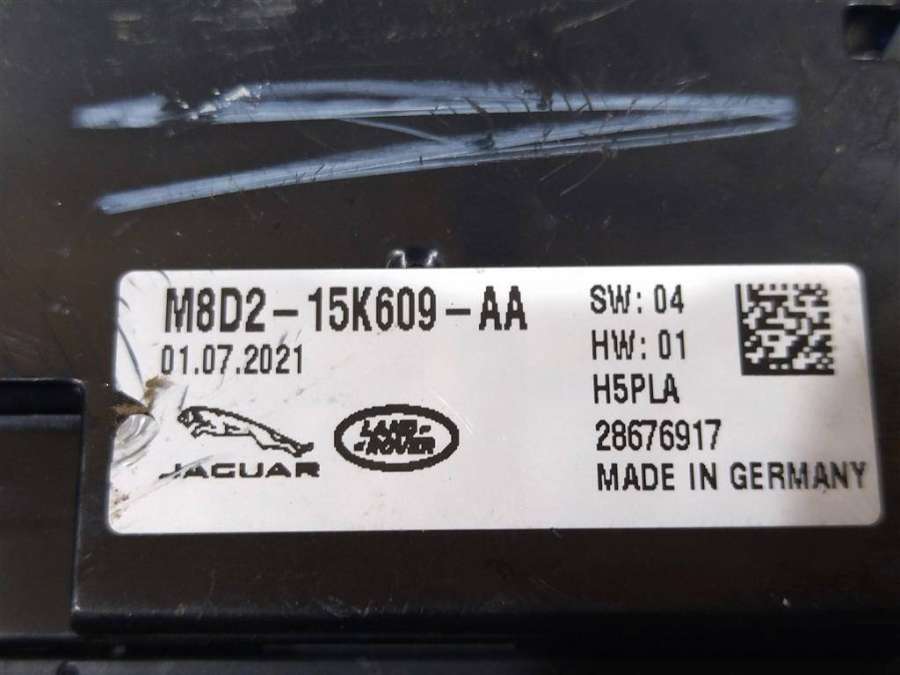 M8D2-15K609-AA
01.07.2021
JAGUAR
LAND-
-ROVER
SW: 04
HW: 01
H5PLA
28676917
MADE IN GERMANY